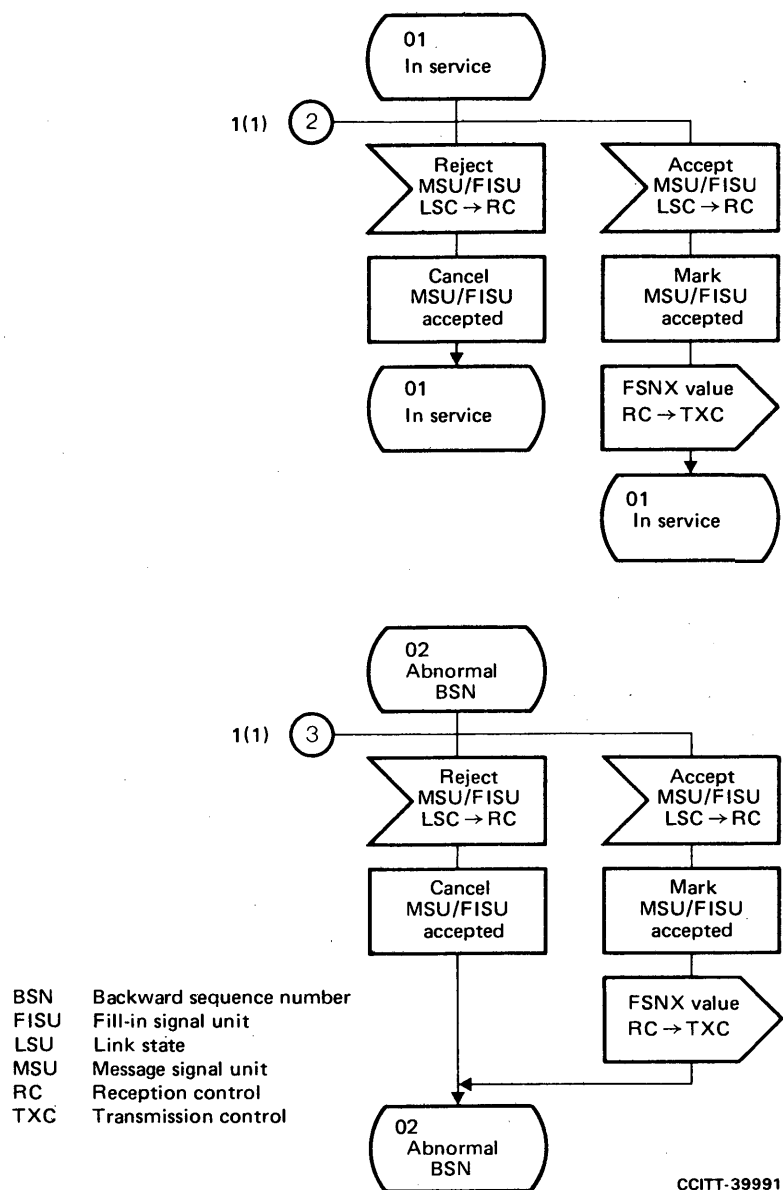 01
In service
1(1) 2
Reject
MSU/FISU
LSC → RC
Accept
MSU/FISU
LSC → RC
Cancel
MSU/FISU
accepted
Mark
MSU/FISU
accepted
01
In service
FSNX value
RC → TXC
01
In service
02
Abnormal
BSN
1(1) 3
Reject
MSU/FISU
LSC → RC
Accept
MSU/FISU
LSC → RC
Cancel
MSU/FISU
accepted
Mark
MSU/FISU
accepted
FSNX value
RC → TXC
BSN Backward sequence number
FISU Fill-in signal unit
LSU Link state
MSU Message signal unit
RC Reception control
TXC Transmission control
02
Abnormal
BSN
CCITT-39991